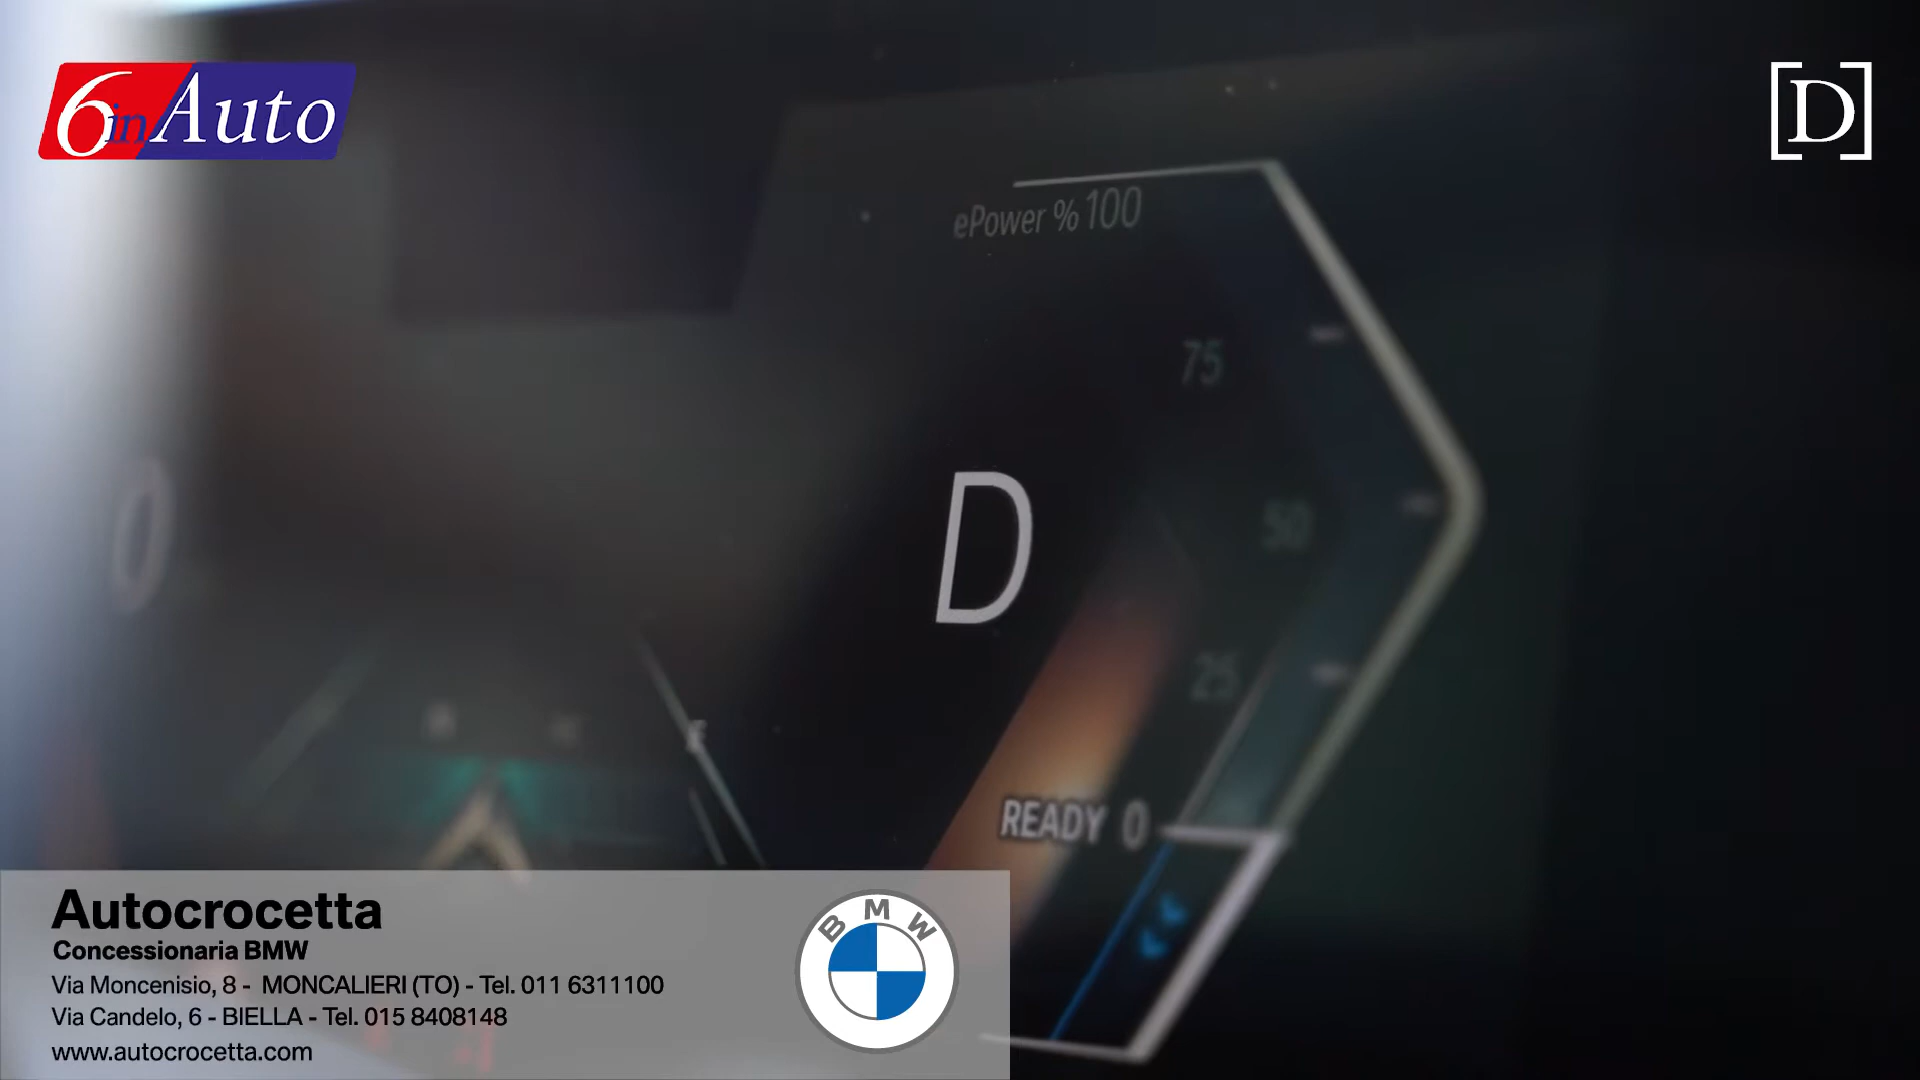 6inAuto
[D]
ePower % 100
75
0
50
D
25
READY 0
Autocrocetta
Concessionaria BMW
Via Moncenisio, 8 - MONCALIERI (TO) - Tel. 011 6311100
Via Candelo, 6 - BIELLA - Tel. 015 8408148
www.autocrocetta.com
BMW